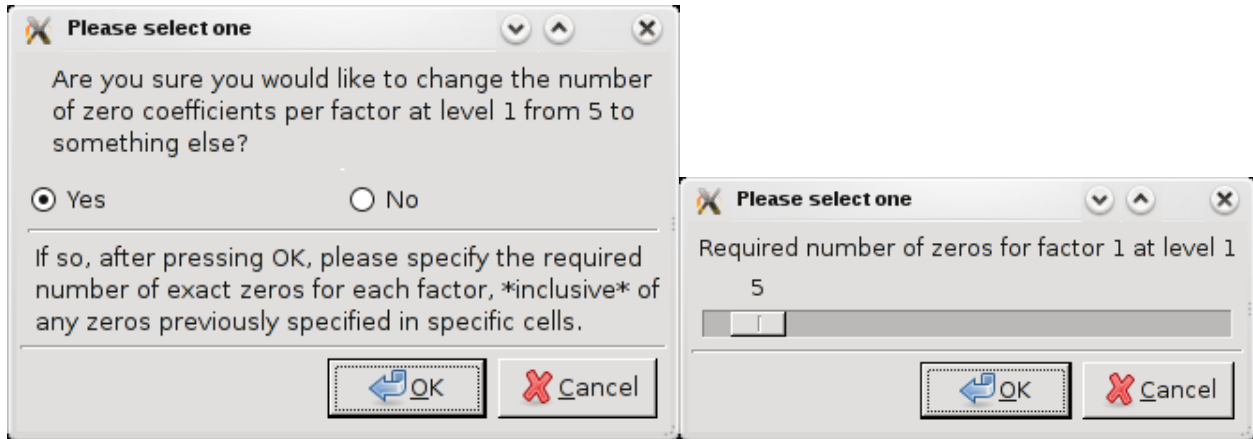 Please select one
Are you sure you would like to change the number
of zero coefficients per factor at level 1 from 5 to
something else?
Yes
No
If so, after pressing OK, please specify the required
number of exact zeros for each factor, *inclusive* of
any zeros previously specified in specific cells.
OK
Cancel
Please select one
Required number of zeros for factor 1 at level 1
5
OK
Cancel